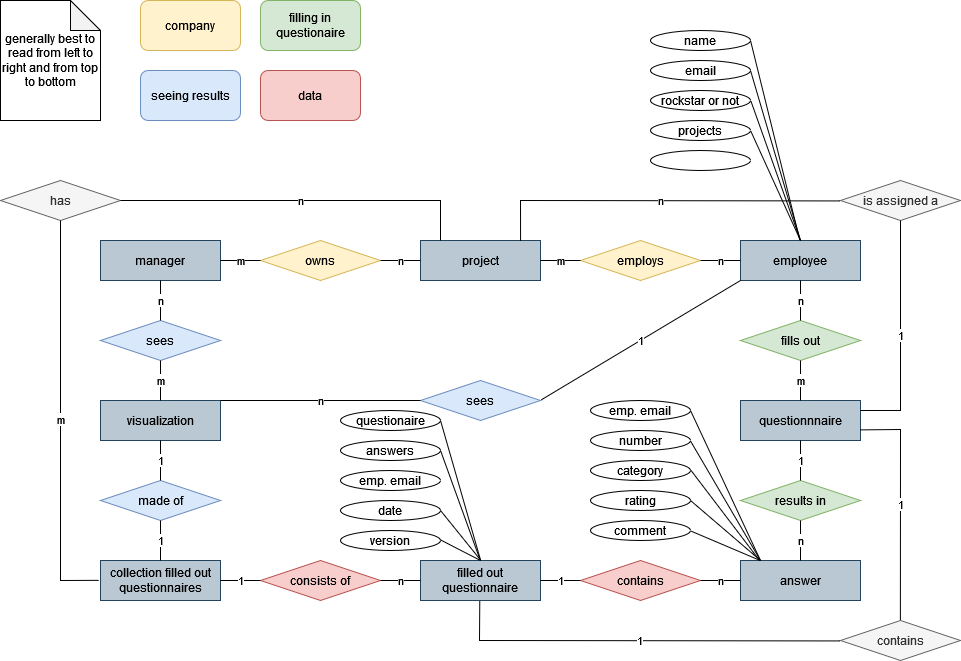 generally best to
read from left to
right and from top
to bottom
company
filling in
questionaire
seeing results
data
name
email
rockstar or not
projects
has
n
n
is assigned a
manager
m
owns
n
project
m
employs
n
employee
n
n
sees
1
fills out
1
m
m
m
visualization
n
sees
questionnnaire
questionaire
answers
emp. email
date
version
emp. email
number
category
rating
comment
1
1
made of
results in
1
1
n
collection filled out
questionnaires
1
consists of
n
filled out
questionnaire
1
contains
n
answer
1
contains